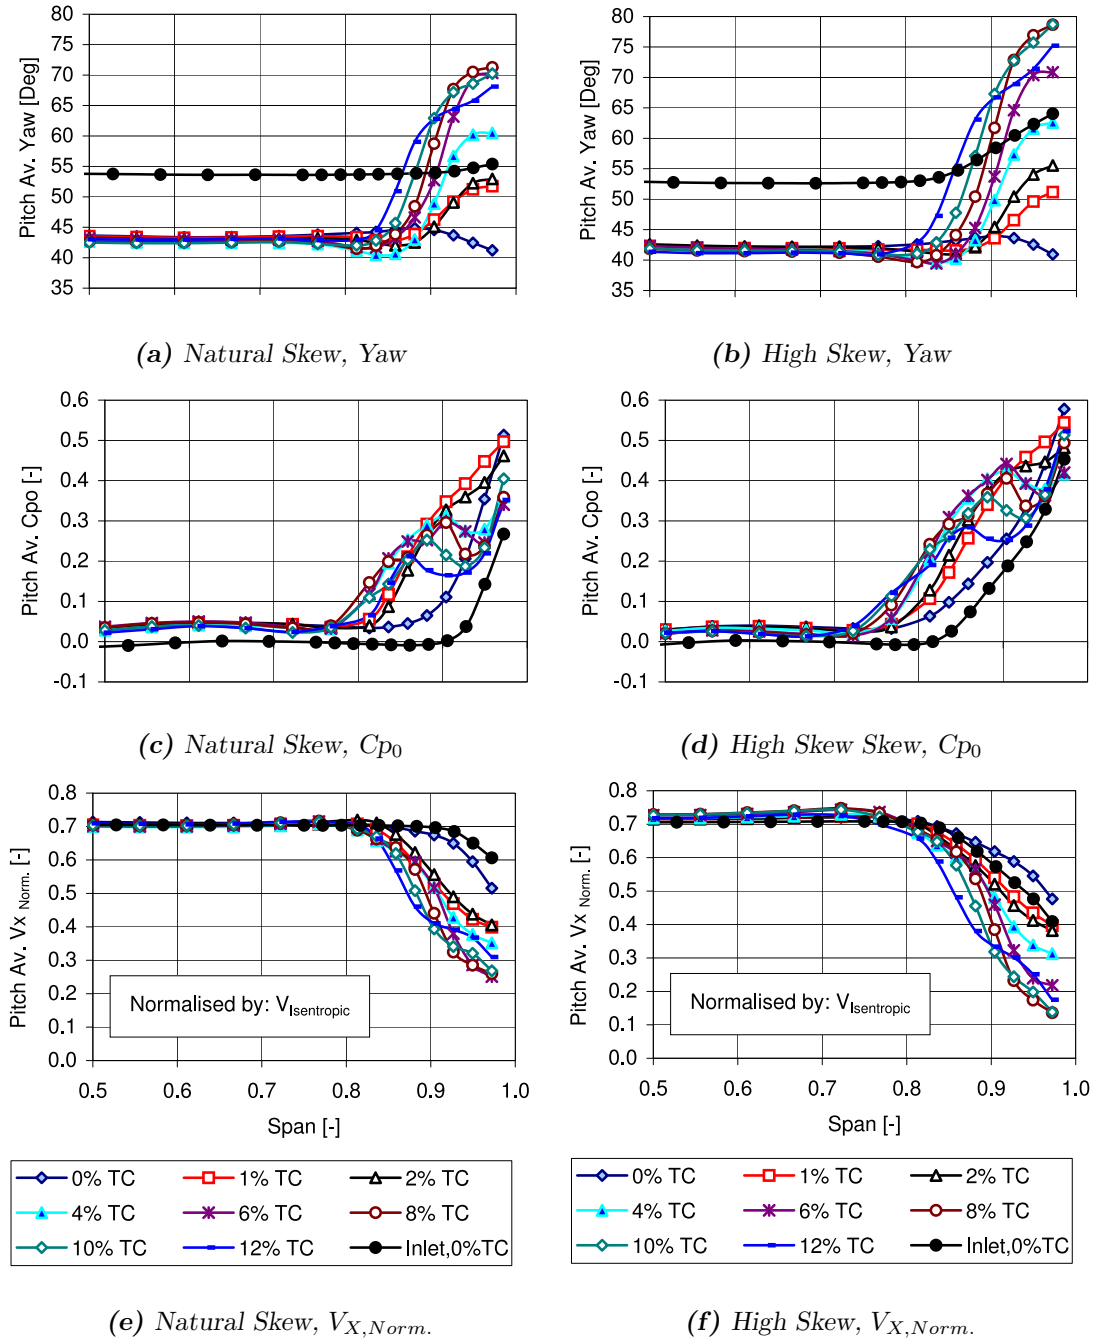 80
75
70
65
60
55
50
45
40
35
Pitch Av. Yaw [Deg]
(a) Natural Skew, Yaw
80
75
70
65
60
55
50
45
40
35
Pitch Av. Yaw [Deg]
(b) High Skew, Yaw
0.6
0.5
0.4
0.3
0.2
0.1
0.0
-0.1
Pitch Av. Cpo [-]
(c) Natural Skew, Cp0
0.6
0.5
0.4
0.3
0.2
0.1
0.0
-0.1
Pitch Av. Cpo [-]
(d) High Skew Skew, Cp0
0.8
0.7
0.6
0.5
0.4
0.3
0.2
0.1
0.0
Pitch Av. Vx Norm. [-]
Normalised by: VIsentropic
0.5 0.6 0.7 0.8 0.9 1.0
Span [-]
0% TC 1% TC 2% TC
4% TC 6% TC 8% TC
10% TC 12% TC Inlet,0%TC
(e) Natural Skew, VX,Norm.
0.8
0.7
0.6
0.5
0.4
0.3
0.2
0.1
0.0
Pitch Av. Vx Norm. [-]
Normalised by: VIsentropic
0.5 0.6 0.7 0.8 0.9 1.0
Span [-]
0% TC 1% TC 2% TC
4% TC 6% TC 8% TC
10% TC 12% TC Inlet,0%TC
(f) High Skew, VX,Norm.